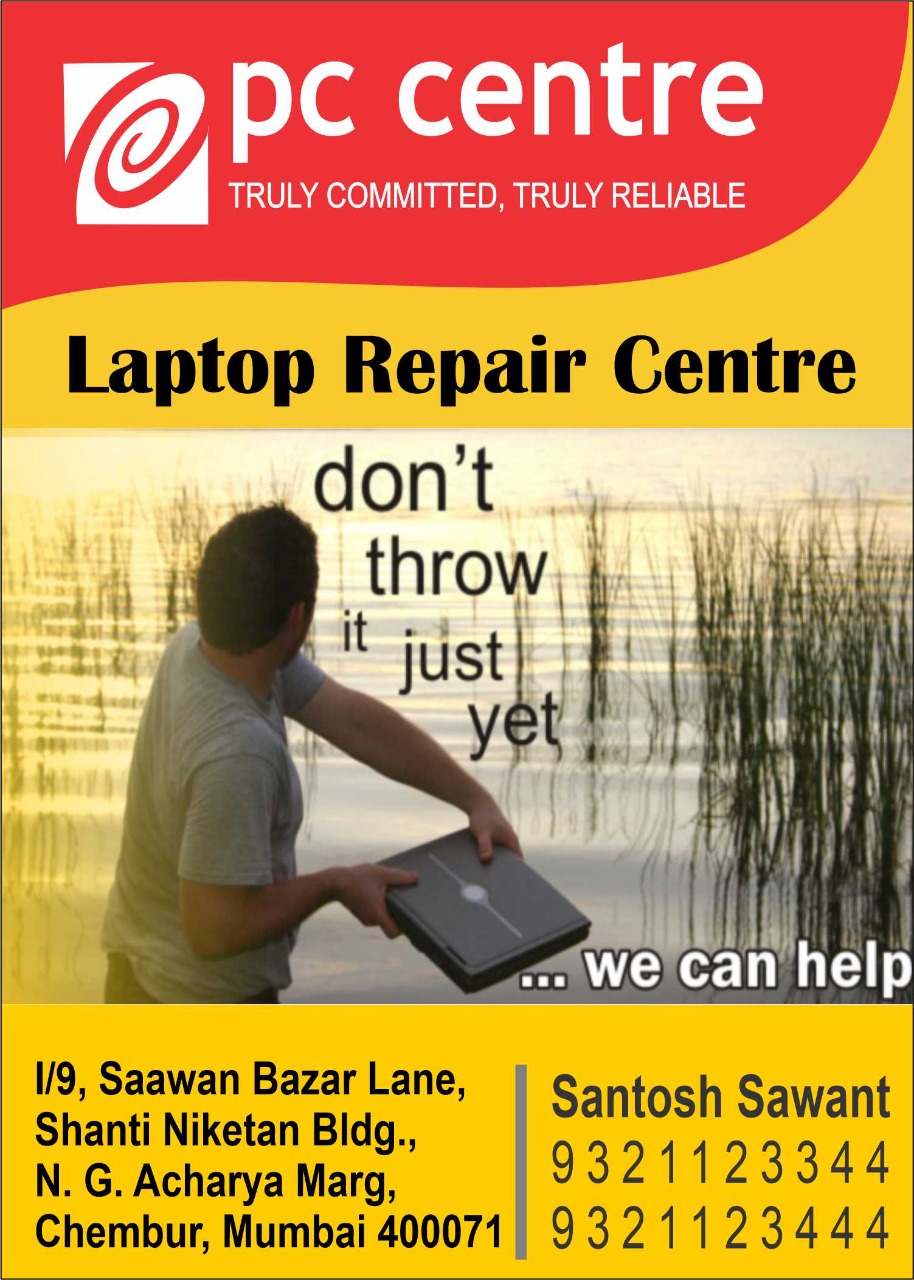 pc centre
TRULY COMMITTED, TRULY RELIABLE
Laptop Repair Centre
don't
throw
it just
yet
... we can help
I/9, Saawan Bazar Lane,
Shanti Niketan Bldg.,
N. G. Acharya Marg,
Chembur, Mumbai 400071
Santosh Sawant
9321123344
9321123444